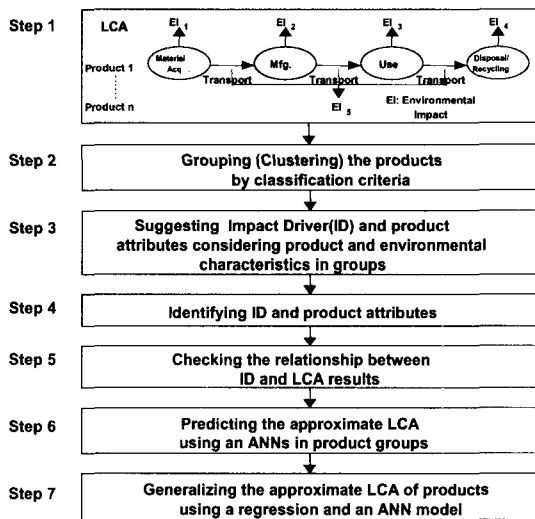 Step 1
LCA
EI 1
EI 2
EI 3
EI 4
Product 1
Material Acq
Mfg.
Use
Disposal/ Recycling
Transport
Transport
Transport
Product n
EI 5
EI: Environmental
Impact
Step 2
Grouping (Clustering) the products
by classification criteria
Step 3
Suggesting Impact Driver(ID) and product
attributes considering product and environmental
characteristics in groups
Step 4
Identifying ID and product attributes
Step 5
Checking the relationship between
ID and LCA results
Step 6
Predicting the approximate LCA
using an ANNs in product groups
Step 7
Generalizing the approximate LCA of products
using a regression and an ANN model